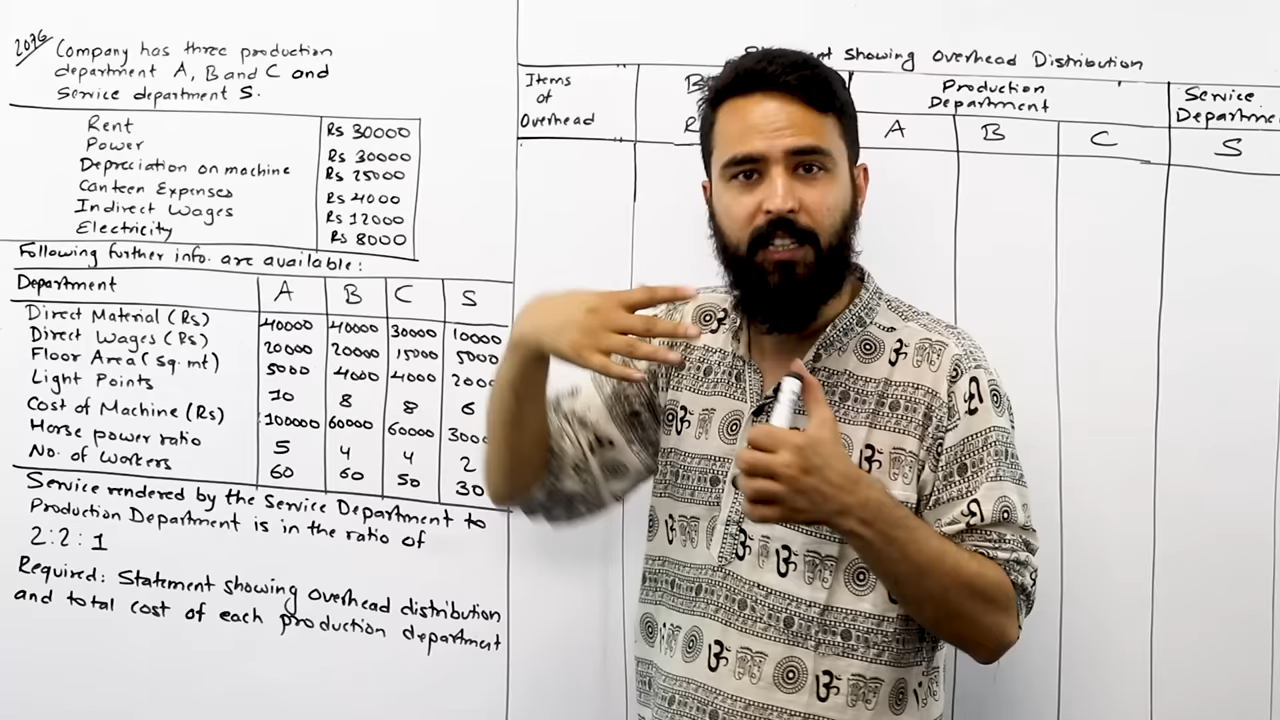 2076 Company has three production
department A, B and C and
Service department S.
Rent Rs 30000
Power Rs 30000
Depreciation on machine Rs 25000
Canteen Expenses Rs 4000
Indirect Wages Rs 12000
Electricity Rs 8000
Following further info. are available:
Department A B C S
Direct Material (Rs) 40000 40000 30000 10000
Direct Wages (Rs) 20000 20000 15000 5000
Floor Area (sq. mt) 5000 4000 4000
Light Points 10 8 8 6
Cost of Machine (Rs) 100000 60000 60000
Horse power ratio 5 4 4 2
No. of Workers 60 60 50 30
Service rendered by the Service Department to
Production Department is in the ratio of
2:2:1
Required: Statement showing overhead distribution
and total cost of each production department
showing Overhead Distribution
Items
of
Overhead
Production
Department
A B C
Service
S